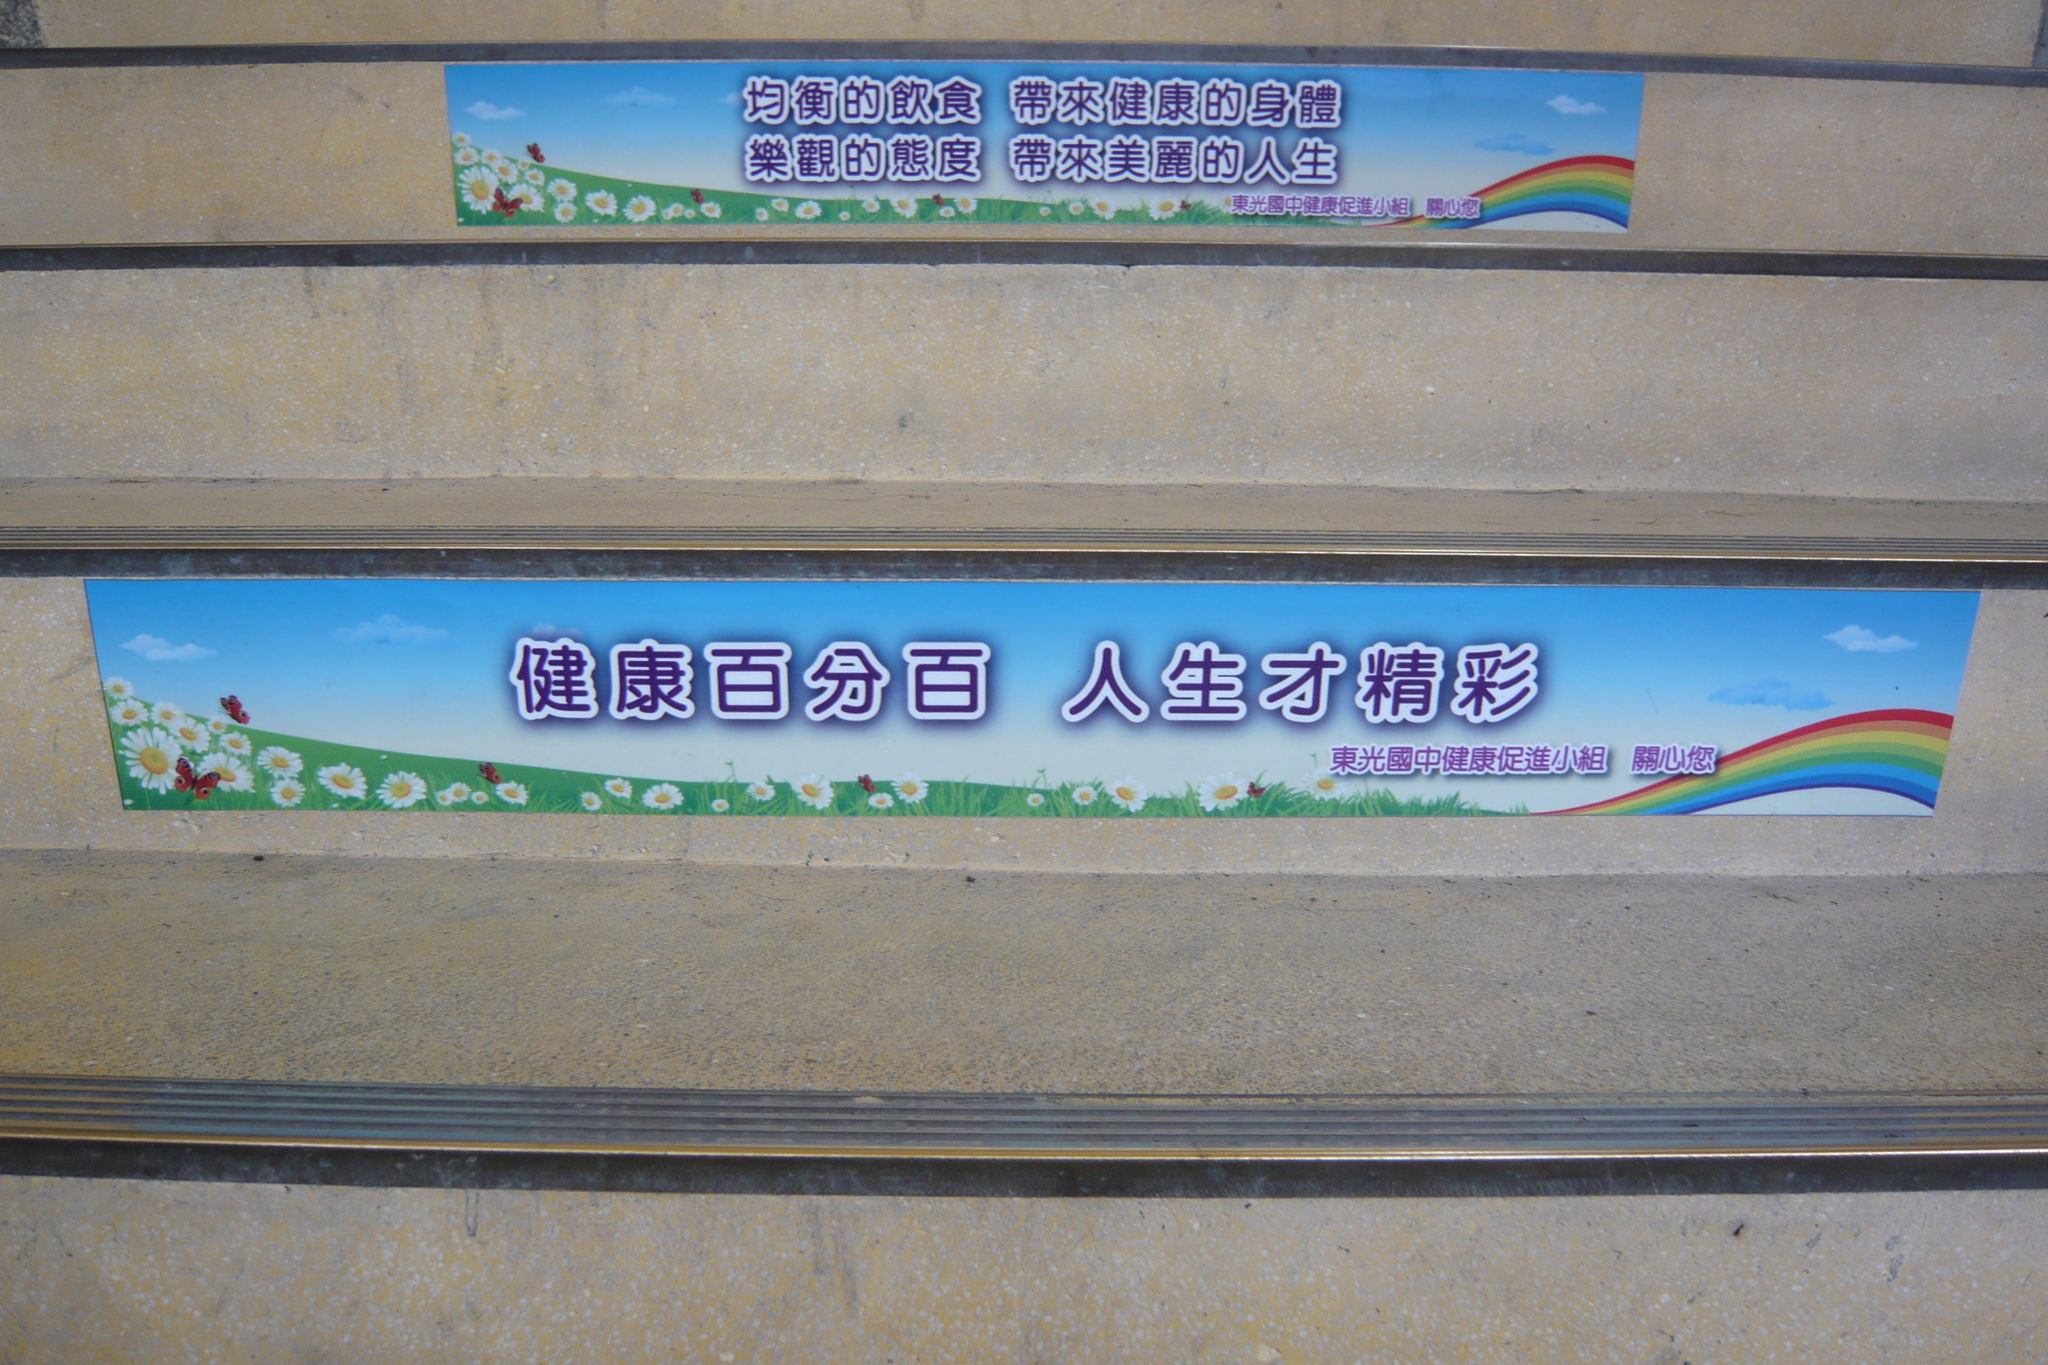 均衡的飲食 帶來健康的身體
樂觀的態度 帶來美麗的人生
東光國中健康促進小組 關心您
健康百分百 人生才精彩
東光國中健康促進小組 關心您